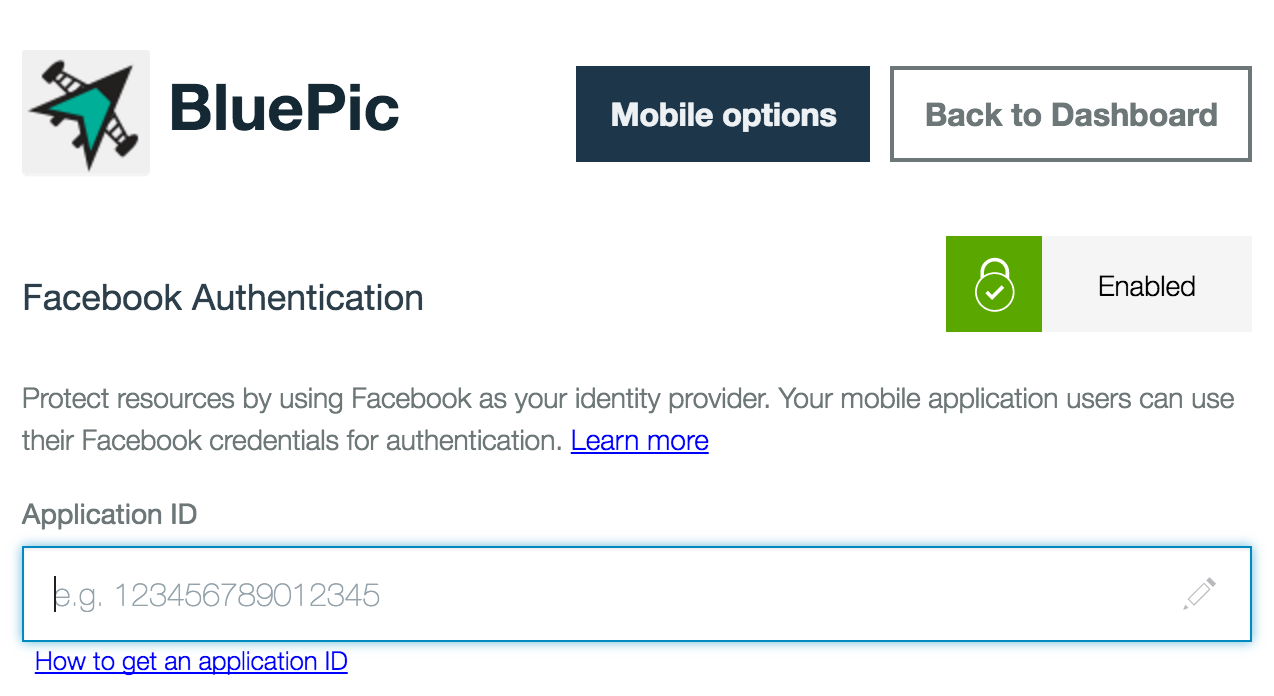 BluePic
Mobile options
Back to Dashboard
Facebook Authentication
Enabled
Protect resources by using Facebook as your identity provider. Your mobile application users can use
their Facebook credentials for authentication. Learn more
Application ID
e.g. 123456789012345
How to get an application ID